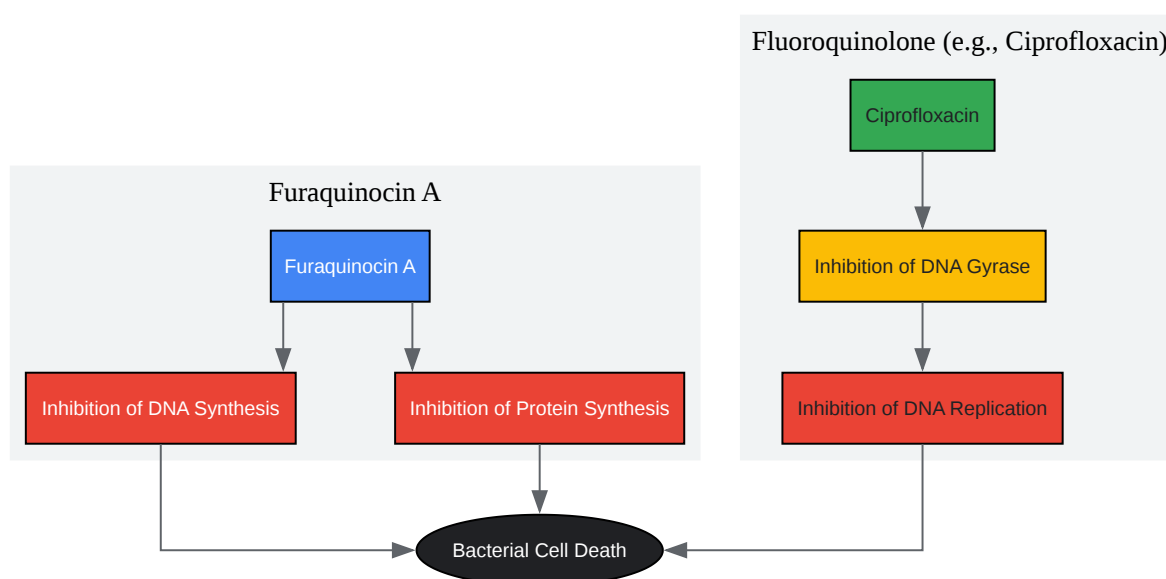 Fluoroquinolone (e.g., Ciprofloxacin)
Ciprofloxacin
Furaquinocin A
Furaquinocin A
Inhibition of DNA Gyrase
Inhibition of DNA Synthesis
Inhibition of Protein Synthesis
Inhibition of DNA Replication
Bacterial Cell Death